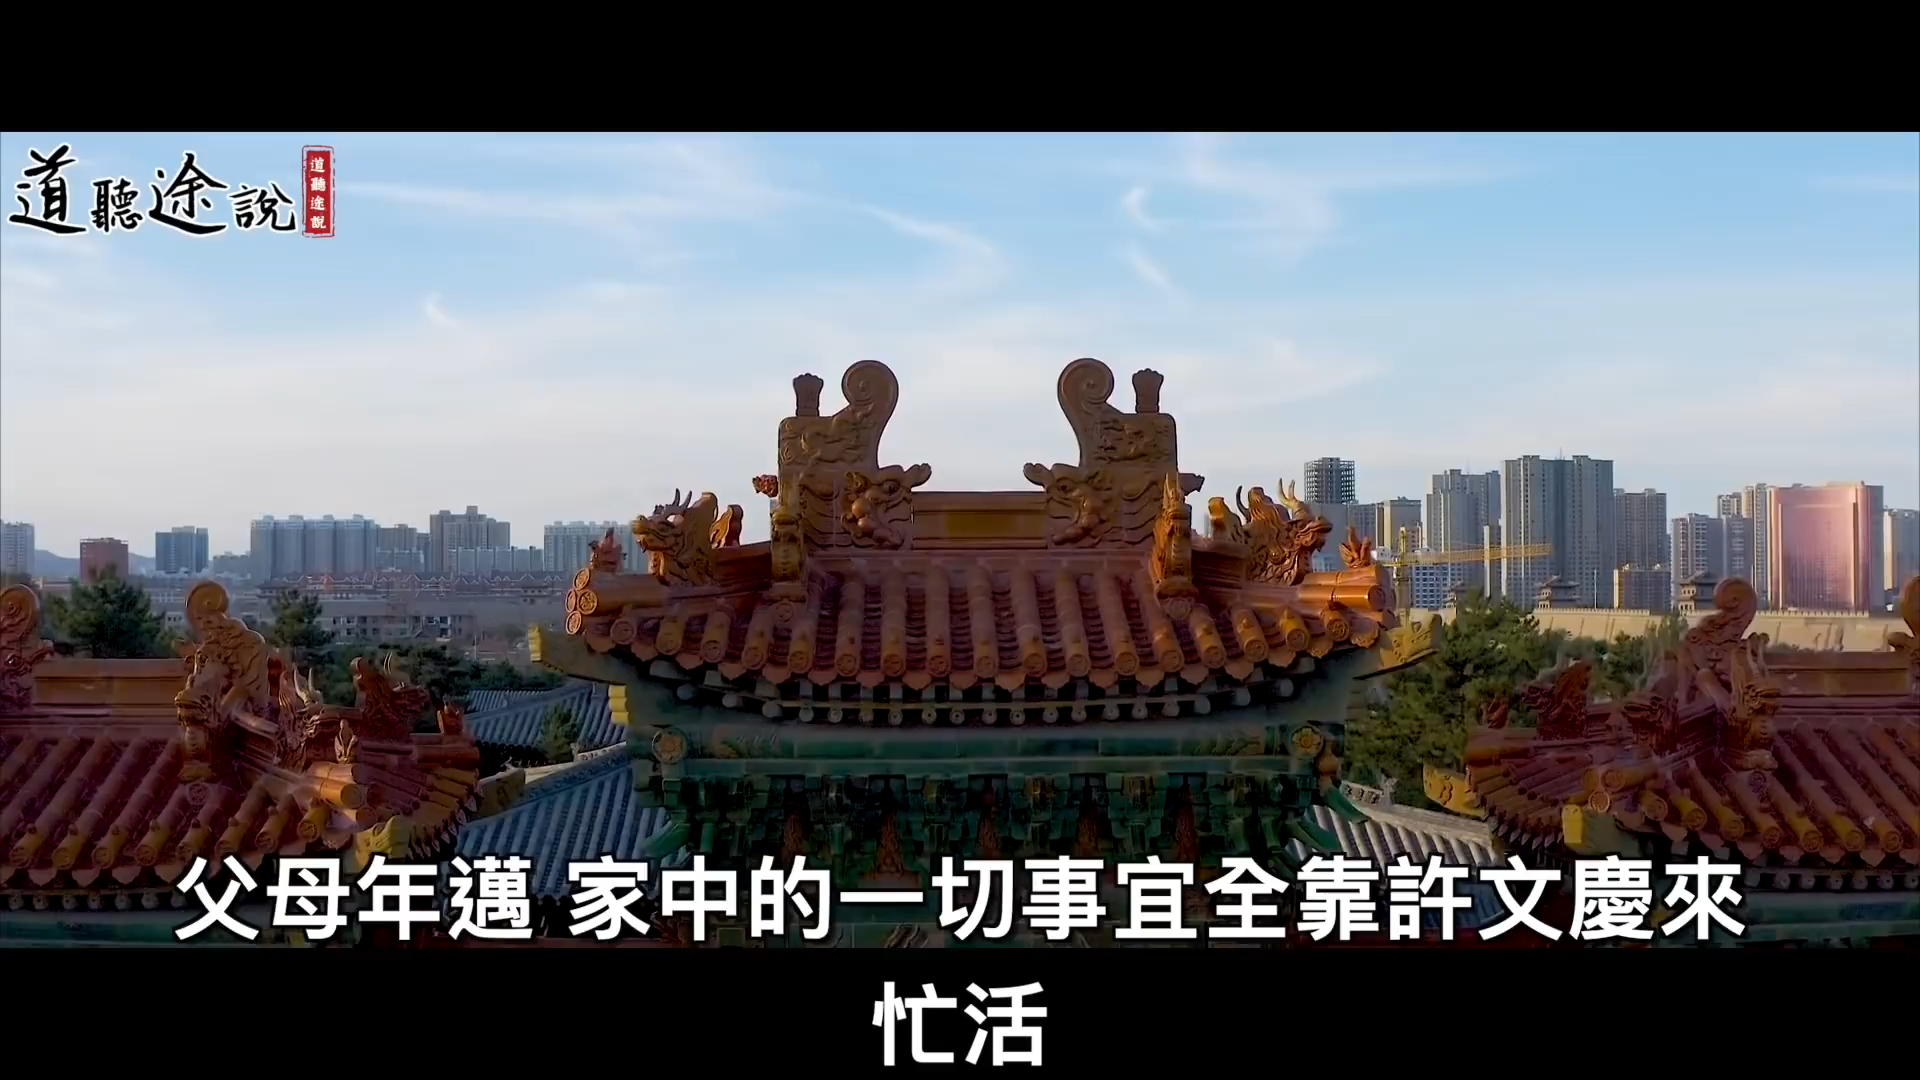 道聽途說
道聽途說
父母年邁 家中的一切事宜全靠許文慶來
忙活